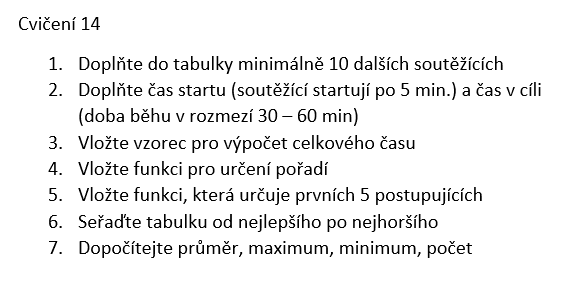 Cvičení 14
1. Doplňte do tabulky minimálně 10 dalších soutěžících
2. Doplňte čas startu (soutěžící startují po 5 min.) a čas v cíli
(doba běhu v rozmezí 30 – 60 min)
3. Vložte vzorec pro výpočet celkového času
4. Vložte funkci pro určení pořadí
5. Vložte funkci, která určuje prvních 5 postupujících
6. Seřaďte tabulku od nejlepšího po nejhoršího
7. Dopočítejte průměr, maximum, minimum, počet